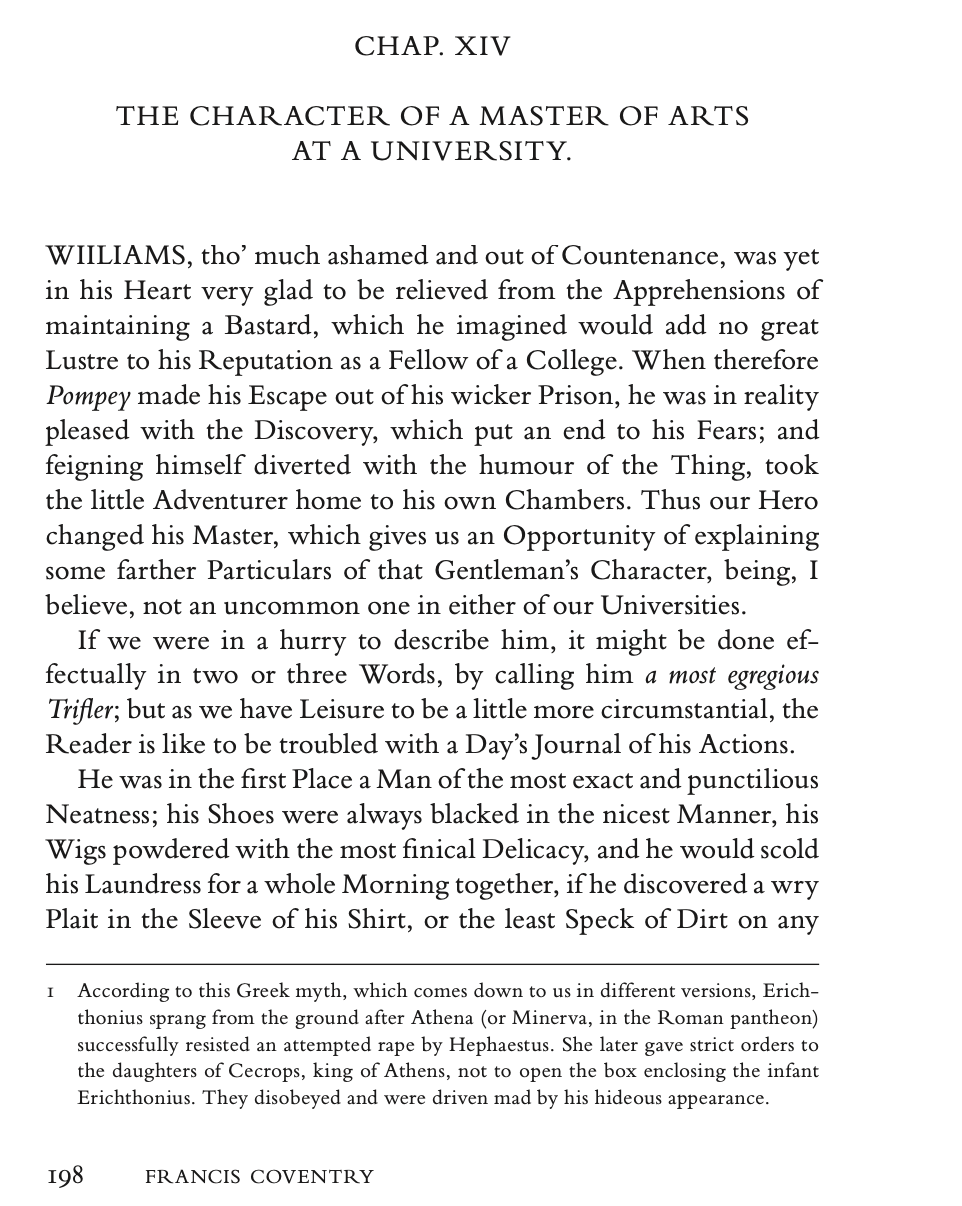 CHAP. XIV
THE CHARACTER OF A MASTER OF ARTS
AT A UNIVERSITY.
WIILIAMS, tho’ much ashamed and out of Countenance, was yet
in his Heart very glad to be relieved from the Apprehensions of
maintaining a Bastard, which he imagined would add no great
Lustre to his Reputation as a Fellow of a College. When therefore
Pompey made his Escape out of his wicker Prison, he was in reality
pleased with the Discovery, which put an end to his Fears; and
feigning himself diverted with the humour of the Thing, took
the little Adventurer home to his own Chambers. Thus our Hero
changed his Master, which gives us an Opportunity of explaining
some farther Particulars of that Gentleman’s Character, being, I
believe, not an uncommon one in either of our Universities.
If we were in a hurry to describe him, it might be done ef-
fectually in two or three Words, by calling him a most egregious
Trifler; but as we have Leisure to be a little more circumstantial, the
Reader is like to be troubled with a Day’s Journal of his Actions.
He was in the first Place a Man of the most exact and punctilious
Neatness; his Shoes were always blacked in the nicest Manner, his
Wigs powdered with the most finical Delicacy, and he would scold
his Laundress for a whole Morning together, if he discovered a wry
Plait in the Sleeve of his Shirt, or the least Speck of Dirt on any
1 According to this Greek myth, which comes down to us in different versions, Erich-
thonius sprang from the ground after Athena (or Minerva, in the Roman pantheon)
successfully resisted an attempted rape by Hephaestus. She later gave strict orders to
the daughters of Cecrops, king of Athens, not to open the box enclosing the infant
Erichthonius. They disobeyed and were driven mad by his hideous appearance.
198 FRANCIS COVENTRY